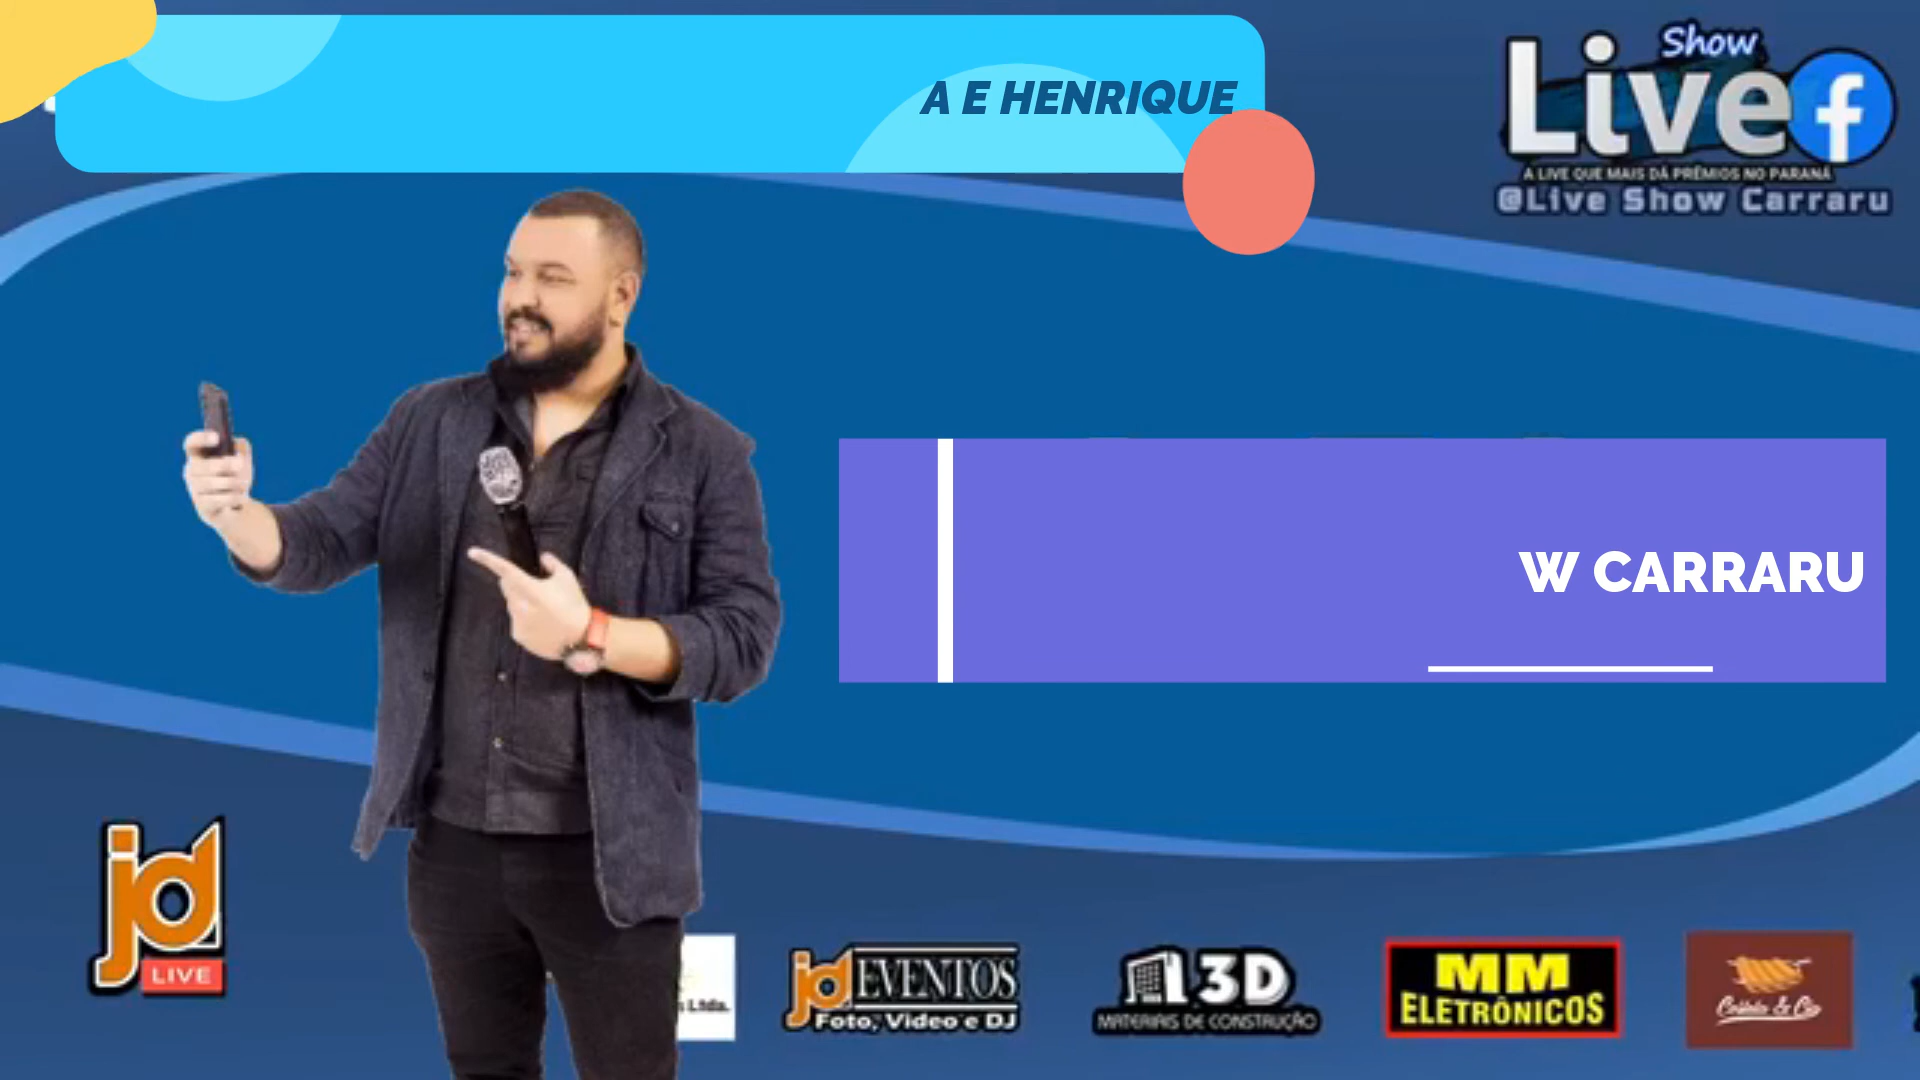 A E HENRIQUE
Show
Live
A LIVE QUE MAIS DÁ PRÊMIOS NO PARANÁ
@Live Show Carraru
W CARRARU
jd
LIVE
Ltda.
jd EVENTOS
Foto, Video e DJ
3D
MATERIAIS DE CONSTRUÇÃO
MM
ELETRÔNICOS